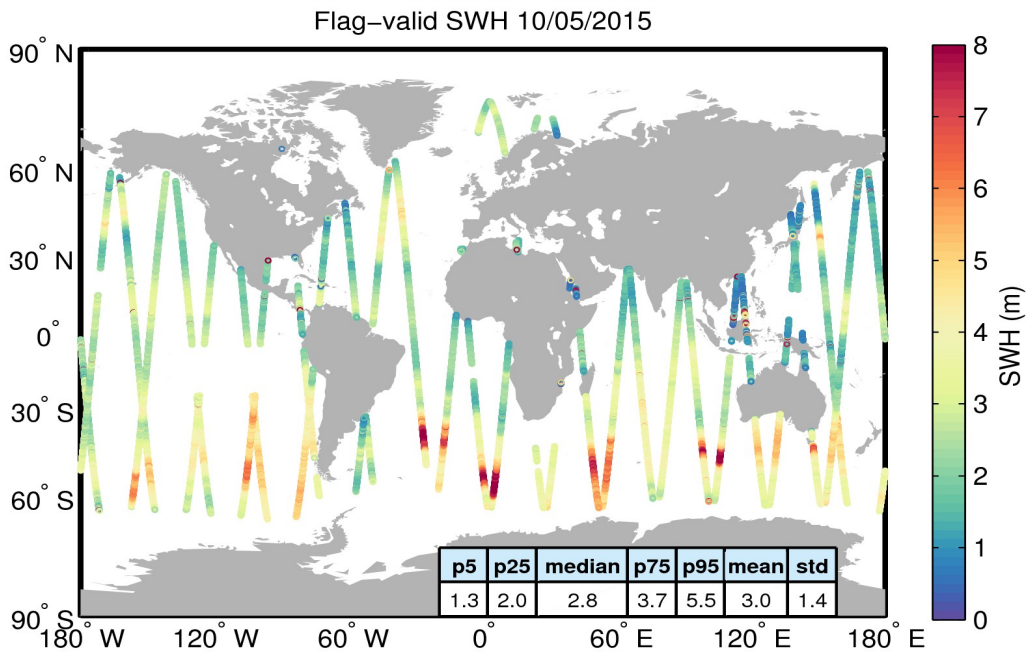 Flag−valid SWH 10/05/2015
90° N
60° N
30° N
0°
30° S
60° S
90° S
180° W
120° W
60° W
0°
60° E
120° E
180° E
p5 p25 median p75 p95 mean std
1.3 2.0 2.8 3.7 5.5 3.0 1.4
8
7
6
5
4
3
2
1
0
SWH (m)